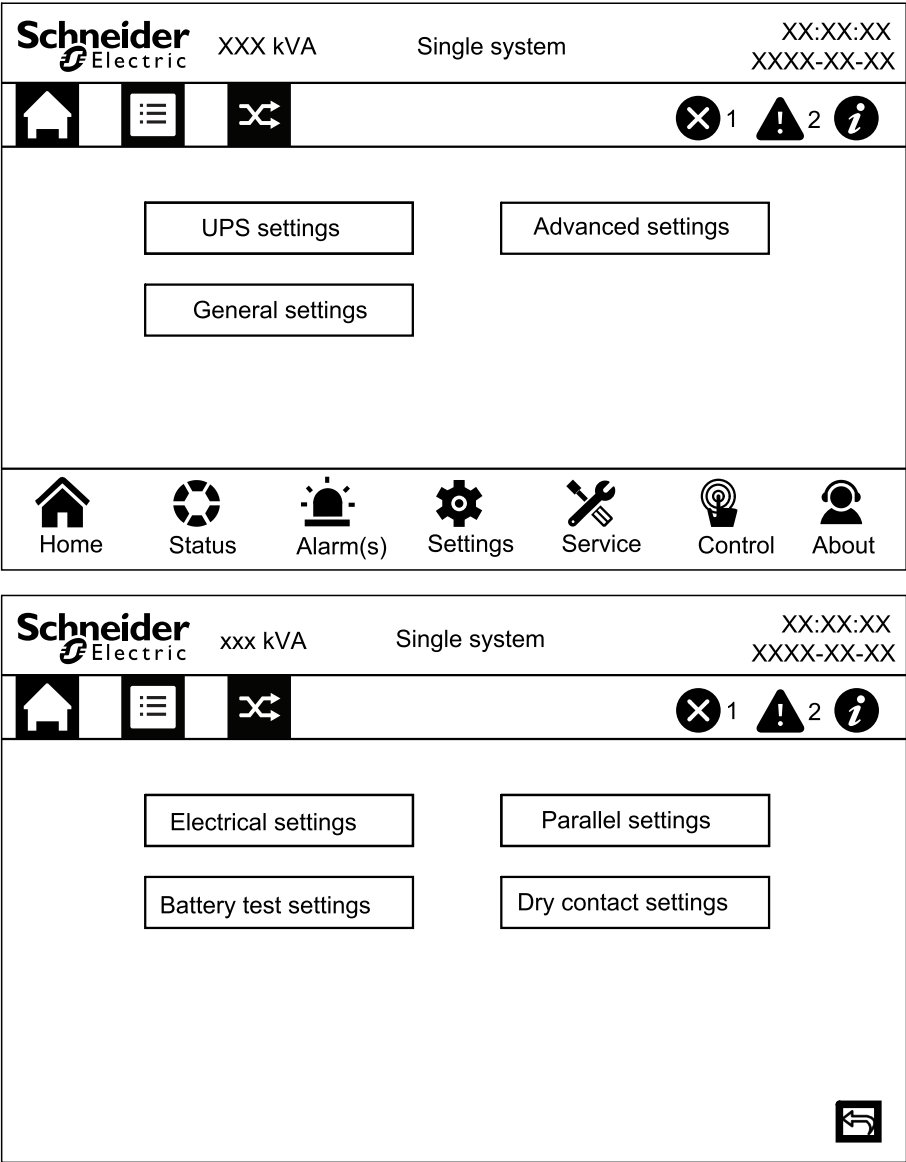 Schneider
Electric
XXX kVA
Single system
XX:XX:XX
XXXX-XX-XX
1
2
UPS settings
Advanced settings
General settings
Home
Status
Alarm(s)
Settings
Service
Control
About
Schneider
Electric
xxx kVA
Single system
XX:XX:XX
XXXX-XX-XX
1
2
Electrical settings
Parallel settings
Battery test settings
Dry contact settings